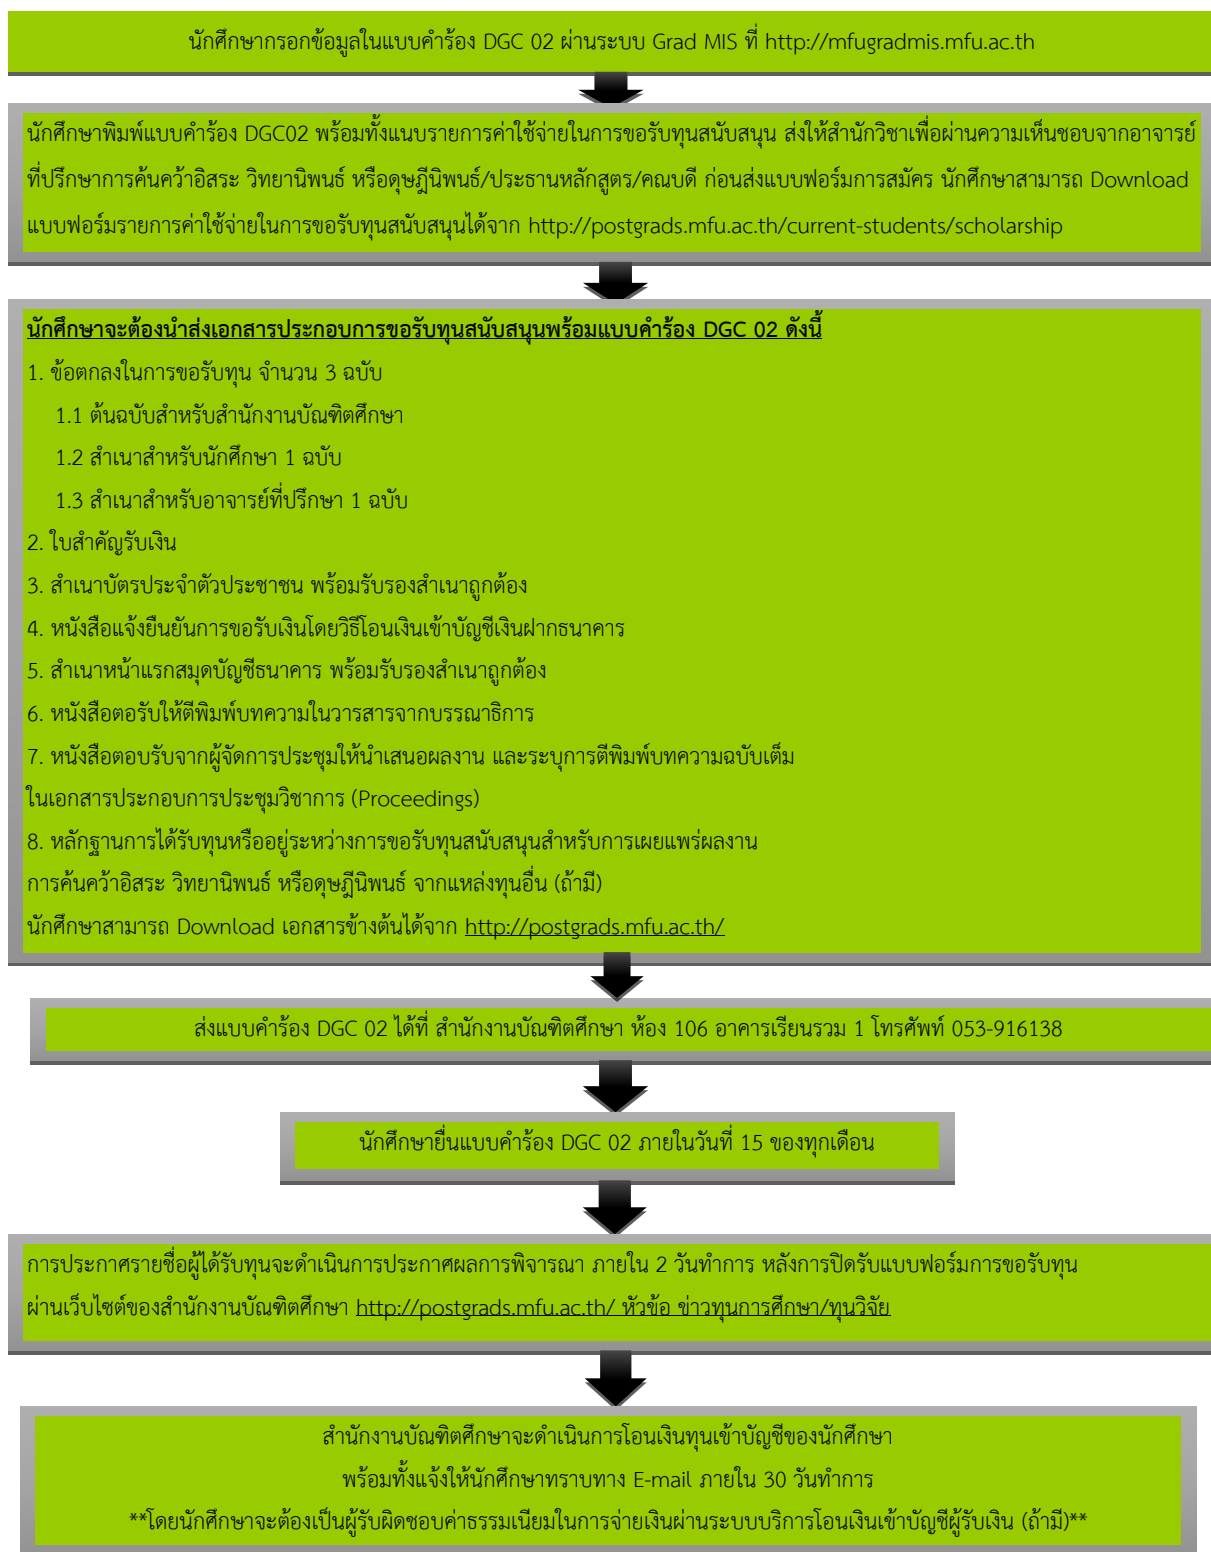 นักศึกษากรอกข้อมูลในแบบคำร้อง DGC 02 ผ่านระบบ Grad MIS ที่ http://mfugradmis.mfu.ac.th
นักศึกษาพิมพ์แบบคำร้อง DGC02 พร้อมทั้งแนบรายการค่าใช้จ่ายในการขอรับทุนสนับสนุน ส่งให้สำนักวิชาเพื่อผ่านความเห็นชอบจากอาจารย์
ที่ปรึกษาการค้นคว้าอิสระ วิทยานิพนธ์ หรือดุษฎีนิพนธ์/ประธานหลักสูตร/คณบดี ก่อนส่งแบบฟอร์มการสมัคร นักศึกษาสามารถ Download
แบบฟอร์มรายการค่าใช้จ่ายในการขอรับทุนสนับสนุนได้จาก http://postgrads.mfu.ac.th/current-students/scholarship
นักศึกษาจะต้องนำส่งเอกสารประกอบการขอรับทุนสนับสนุนพร้อมแบบคำร้อง DGC 02 ดังนี้
1. ข้อตกลงในการขอรับทุน จำนวน 3 ฉบับ
1.1 ต้นฉบับสำหรับสำนักงานบัณฑิตศึกษา
1.2 สำเนาสำหรับนักศึกษา 1 ฉบับ
1.3 สำเนาสำหรับอาจารย์ที่ปรึกษา 1 ฉบับ
2. ใบสำคัญรับเงิน
3. สำเนาบัตรประจำตัวประชาชน พร้อมรับรองสำเนาถูกต้อง
4. หนังสือแจ้งยืนยันการขอรับเงินโดยวิธีโอนเงินเข้าบัญชีเงินฝากธนาคาร
5. สำเนาหน้าแรกสมุดบัญชีธนาคาร พร้อมรับรองสำเนาถูกต้อง
6. หนังสือตอรับให้ตีพิมพ์บทความในวารสารจากบรรณาธิการ
7. หนังสือตอบรับจากผู้จัดการประชุมให้นำเสนอผลงาน และระบุการตีพิมพ์บทความฉบับเต็ม
ในเอกสารประกอบการประชุมวิชาการ (Proceedings)
8. หลักฐานการได้รับทุนหรืออยู่ระหว่างการขอรับทุนสนับสนุนสำหรับการเผยแพร่ผลงาน
การค้นคว้าอิสระ วิทยานิพนธ์ หรือดุษฎีนิพนธ์ จากแหล่งทุนอื่น (ถ้ามี)
นักศึกษาสามารถ Download เอกสารข้างต้นได้จาก http://postgrads.mfu.ac.th/
ส่งแบบคำร้อง DGC 02 ได้ที่ สำนักงานบัณฑิตศึกษา ห้อง 106 อาคารเรียนรวม 1 โทรศัพท์ 053-916138
นักศึกษายื่นแบบคำร้อง DGC 02 ภายในวันที่ 15 ของทุกเดือน
การประกาศรายชื่อผู้ได้รับทุนจะดำเนินการประกาศผลการพิจารณา ภายใน 2 วันทำการ หลังการปิดรับแบบฟอร์มการขอรับทุน
ผ่านเว็บไซต์ของสำนักงานบัณฑิตศึกษา http://postgrads.mfu.ac.th/ หัวข้อ ข่าวทุนการศึกษา/ทุนวิจัย
สำนักงานบัณฑิตศึกษาจะดำเนินการโอนเงินทุนเข้าบัญชีของนักศึกษา
พร้อมทั้งแจ้งให้นักศึกษาทราบทาง E-mail ภายใน 30 วันทำการ
**โดยนักศึกษาจะต้องเป็นผู้รับผิดชอบค่าธรรมเนียมในการจ่ายเงินผ่านระบบบริการโอนเงินเข้าบัญชีผู้รับเงิน (ถ้ามี)**